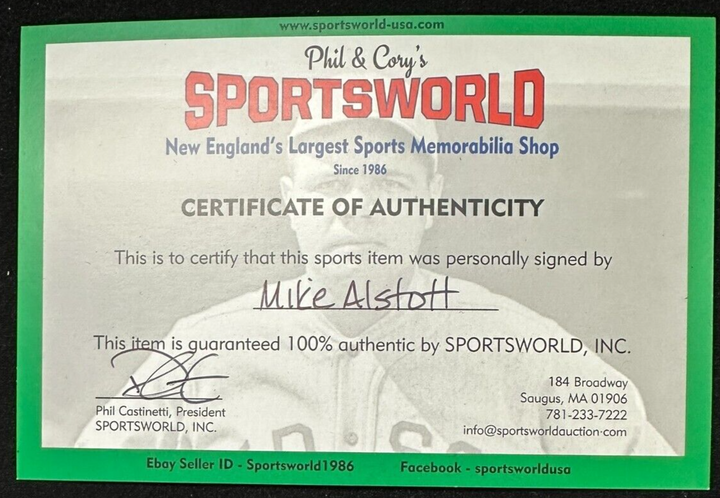 www.sportsworld-usa.com
Phil & Cory's
SPORTSWORLD
New England's Largest Sports Memorabilia Shop
Since 1986
CERTIFICATE OF AUTHENTICITY
This is to certify that this sports item was personally signed by
Mike Alstott
This item is guaranteed 100% authentic by SPORTSWORLD, INC.
Phil Castinetti, President
SPORTSWORLD, INC.
184 Broadway
Saugus, MA 01906
781-233-7222
info@sportsworldauction.com
Ebay Seller ID - Sportsworld1986 Facebook - sportsworldusa